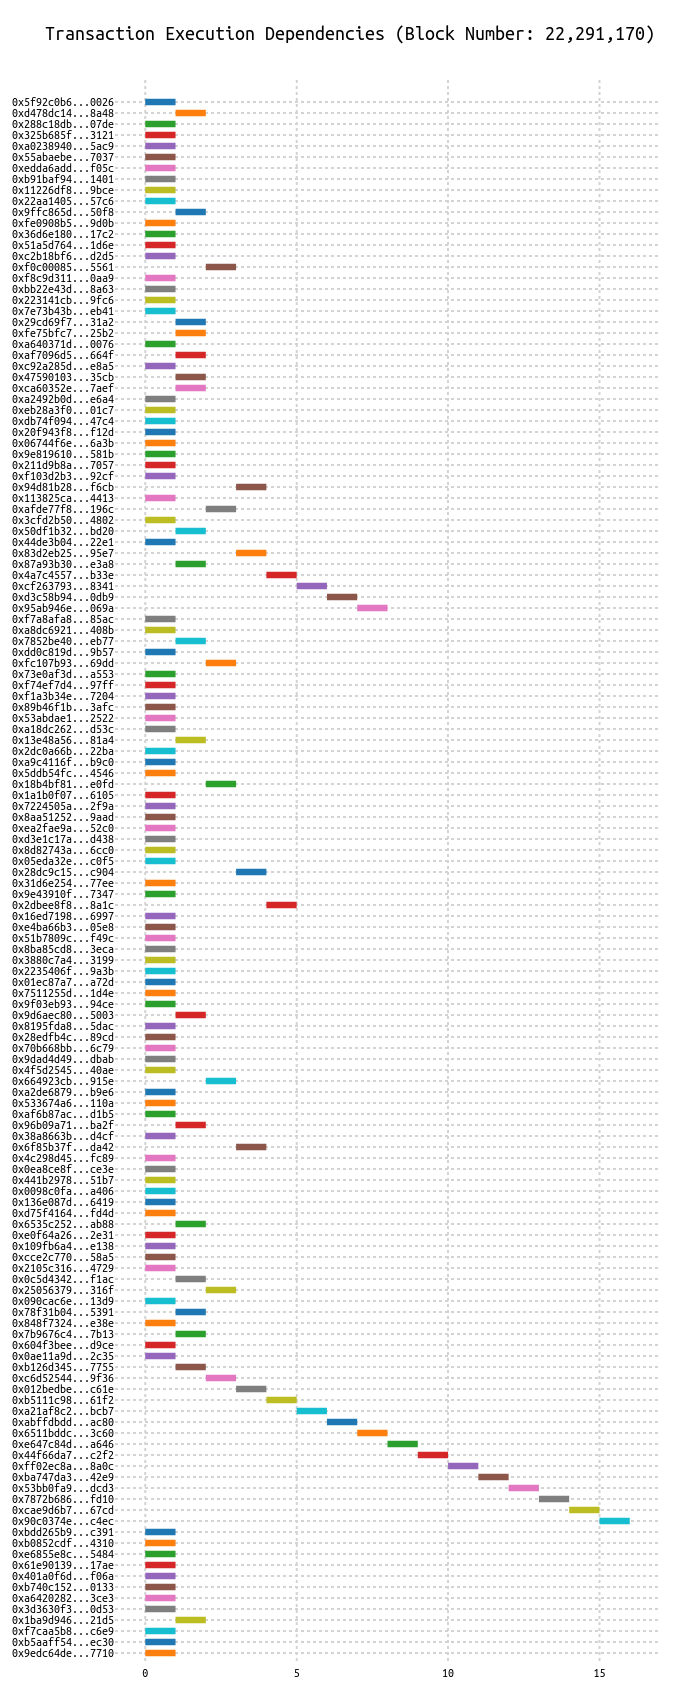 Transaction Execution Dependencies (Block Number: 22,291,170)
0x5f92c0b6...0026
0xd478dc14...8a48
0x288c18db...07de
0x325b685f...3121
0xa0238940...5ac9
0x55abaebe...7037
0xedda6add...f05c
0xb91baf94...1401
0x11226df8...9bce
0x22aa1405...57c6
0x9ffc865d...50f8
0xfe0908b5...9d0b
0x36d6e180...17c2
0x51a5d764...1d6e
0xc2b18bf6...d2d5
0xf0c00085...5561
0xf8c9d311...0aa9
0xbb22e43d...8a63
0x223141cb...9fc6
0x7e73b43b...eb41
0x29cd69f7...31a2
0xfe75bfc7...25b2
0xa640371d...0076
0xaf7096d5...664f
0xc92a285d...e8a5
0x47590103...35cb
0xca60352e...7aef
0xa2492b0d...e6a4
0xeb28a3f0...01c7
0xdb74f094...47c4
0x20f943f8...f12d
0x06744f6e...6a3b
0x9e819610...581b
0x211d9b8a...7057
0xf103d2b3...92cf
0x94d81b28...f6cb
0x113825ca...4413
0xafde77f8...196c
0x3cfd2b50...4802
0x50df1b32...bd20
0x44de3b04...22e1
0x83d2eb25...95e7
0x87a93b30...e3a8
0x4a7c4557...b33e
0xcf263793...8341
0xd3c58b94...0db9
0x95ab946e...069a
0xf7a8afa8...85ac
0xa8dc6921...408b
0x7852be40...eb77
0xdd0c819d...9b57
0xfc107b93...69dd
0x73e0af3d...a553
0xf74ef7d4...97ff
0xf1a3b34e...7204
0x89b46f1b...3afc
0x53abdae1...2522
0xa18dc262...d53c
0x13e48a56...81a4
0x2dc0a66b...22ba
0xa9c4116f...b9c0
0x5ddb54fc...4546
0x18b4bf81...e0fd
0x1a1b0f07...6105
0x7224505a...2f9a
0x8aa51252...9aad
0xea2fae9a...52c0
0xd3e1c17a...d438
0x8d82743a...6cc0
0x05eda32e...c0f5
0x28dc9c15...c904
0x31d6e254...77ee
0x9e43910f...7347
0x2dbee8f8...8a1c
0x16ed7198...6997
0xe4ba66b3...05e8
0x51b7809c...f49c
0x8ba85cd8...3eca
0x3880c7a4...3199
0x2235406f...9a3b
0x01ec87a7...a72d
0x7511255d...1d4e
0x9f03eb93...94ce
0x9d6aec80...5003
0x8195fda8...5dac
0x28edfb4c...89cd
0x70b668bb...6c79
0x9dad4d49...dbab
0x4f5d2545...40ae
0x664923cb...915e
0xa2de6879...b9e6
0x533674a6...110a
0xaf6b87ac...d1b5
0x96b09a71...ba2f
0x38a8663b...d4cf
0x6f85b37f...da42
0x4c298d45...fc89
0x0ea8ce8f...ce3e
0x441b2978...51b7
0x0098c0fa...a406
0x136e087d...6419
0xd75f4164...fd4d
0x6535c252...ab88
0xe0f64a26...2e31
0x109fb6a4...e138
0xcce2c770...58a5
0x2105c316...4729
0x0c5d4342...f1ac
0x25056379...316f
0x090cac6e...13d9
0x78f31b04...5391
0x848f7324...e38e
0x7b9676c4...7b13
0x604f3bee...d9ce
0x0ae11a9d...2c35
0xb126d345...7755
0xc6d52544...9f36
0x012bedbe...c61e
0xb5111c98...61f2
0xa21af8c2...bcb7
0xabffdbdd...ac80
0x6511bddc...3c60
0xe647c84d...a646
0x44f66da7...c2f2
0xff02ec8a...8a0c
0xba747da3...42e9
0x53bb0fa9...dcd3
0x7872b686...fd10
0xcae9d6b7...67cd
0x90c0374e...c4ec
0xbdd265b9...c391
0xb0852cdf...4310
0xe6855e8c...5484
0x61e90139...17ae
0x401a0f6d...f06a
0xb740c152...0133
0xa6420282...3ce3
0x3d3630f3...0d53
0x1ba9d946...21d5
0xf7caa5b8...c6e9
0xb5aaff54...ec30
0x9edc64de...7710
0 5 10 15